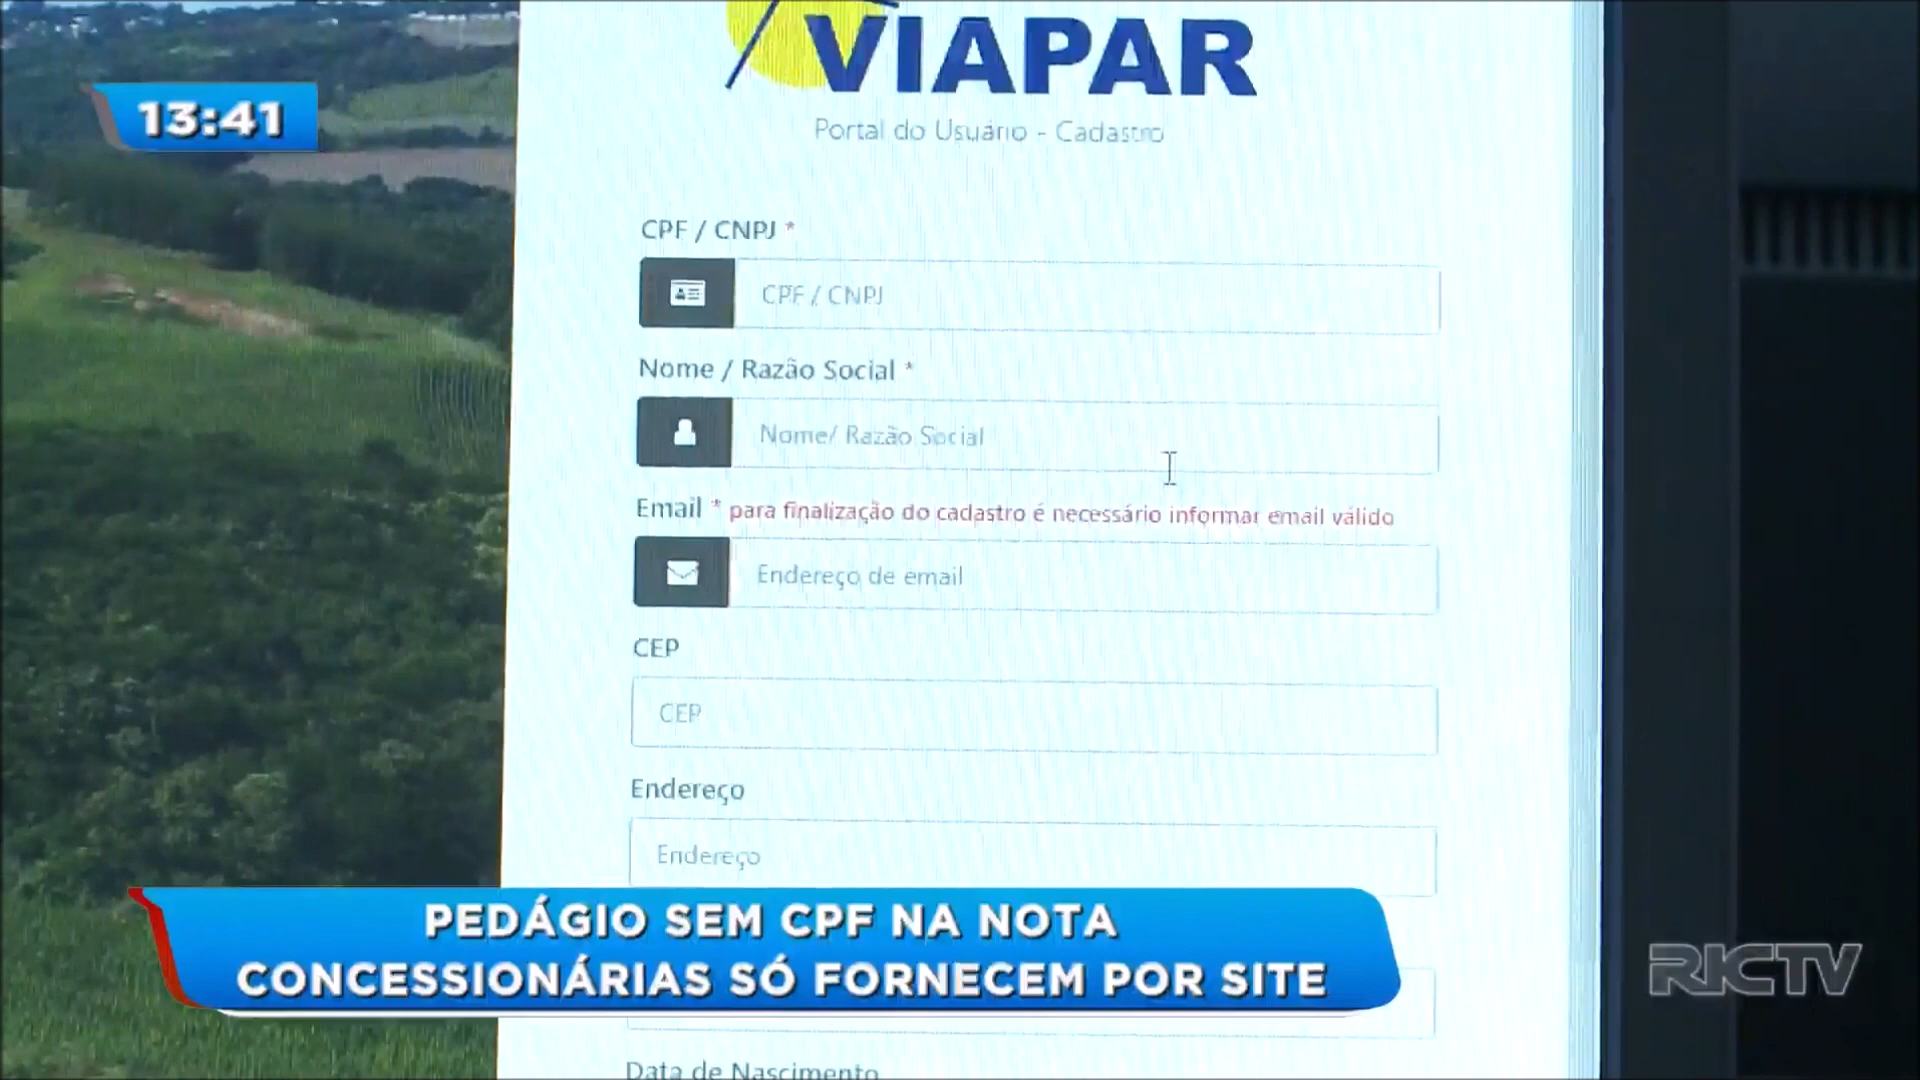 VIAPAR
13:41
Portal do Usuário - Cadastro
CPF / CNPJ *
CPF / CNPJ
Nome / Razão Social *
Nome/ Razão Social
Email * para finalização do cadastro é necessário informar email válido
Endereço de email
CEP
CEP
Endereço
Endereço
PEDÁGIO SEM CPF NA NOTA
CONCESSIONÁRIAS SÓ FORNECEM POR SITE
RICTV
Data de Nascimento